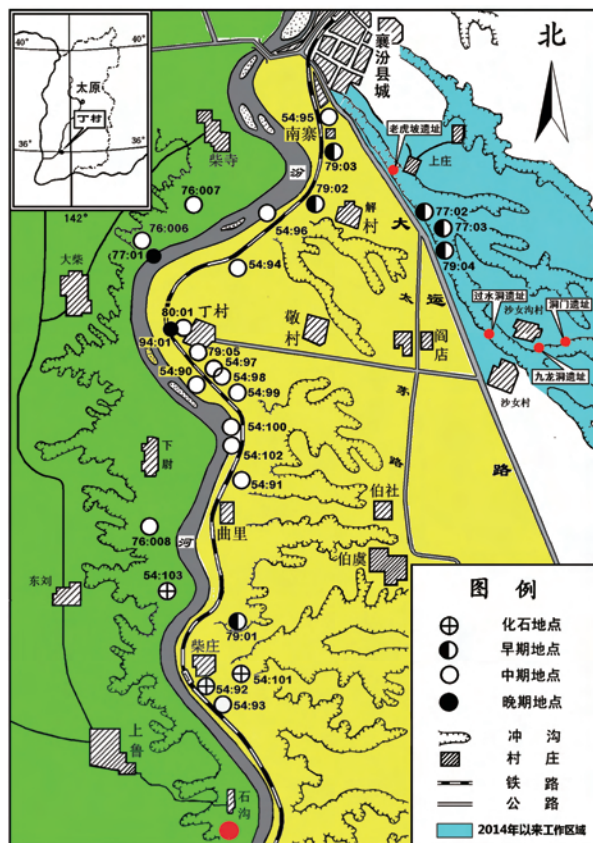 北
40°
40°
太原
丁村
36°
36°
142°
襄汾县城
54:95
南寨
老虎坡遗址
上庄
柴寺
79:03
汾
76:007
79:02
解村
77:02
77:03
大
76:006
54:96
79:04
77:01
54:94
太
大柴
过水洞遗址
沙女沟村
洞门遗址
运
80:01
丁村
敬村
阎店
94:01
79:05
54:97
九龙洞遗址
54:90
54:98
沙女村
54:99
东
54:100
下尉
54:102
路
路
54:91
伯社
曲里
76:008
河
伯虞
东刘
54:103
图 例
化石地点
79:01
早期地点
柴庄
54:101
中期地点
54:92
54:93
晚期地点
上鲁
冲 沟
村 庄
石沟
铁 路
公 路
2014年以来工作区域